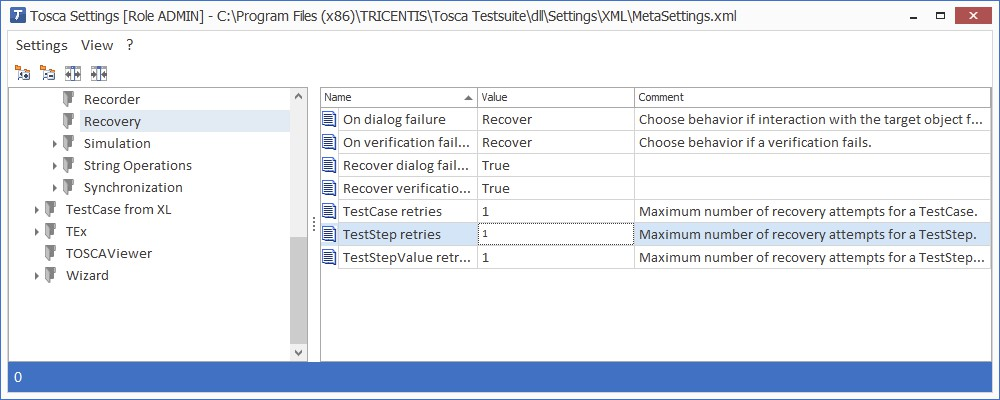 Tosca Settings [Role ADMIN] - C:\Program Files (x86)\TRICENTIS\Tosca Testsuite\dll\Settings\XML\MetaSettings.xml
Settings View ?
Recorder
Recovery
Simulation
String Operations
Synchronization
TestCase from XL
TEx
TOSCAViewer
Wizard
Name Value Comment
On dialog failure Recover Choose behavior if interaction with the target object f...
On verification fail... Recover Choose behavior if a verification fails.
Recover dialog fail... True
Recover verificatio... True
TestCase retries 1 Maximum number of recovery attempts for a TestCase.
TestStep retries 1 Maximum number of recovery attempts for a TestStep.
TestStepValue retr... 1 Maximum number of recovery attempts for a TestStep...
0